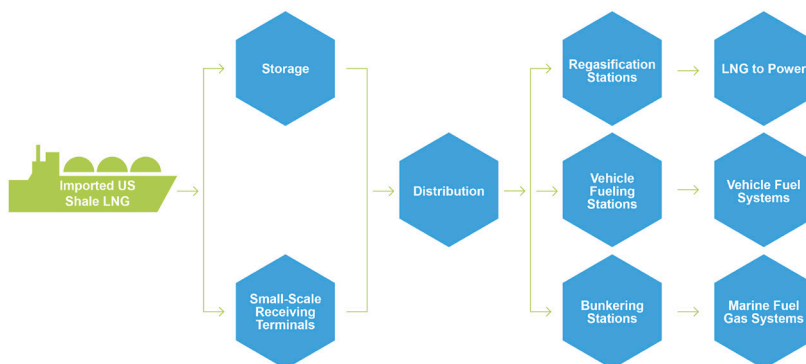 Imported US
Shale LNG
Storage
Small-Scale
Receiving
Terminals
Distribution
Regasification
Stations
LNG to Power
Vehicle
Fueling
Stations
Vehicle Fuel
Systems
Bunkering
Stations
Marine Fuel
Gas Systems